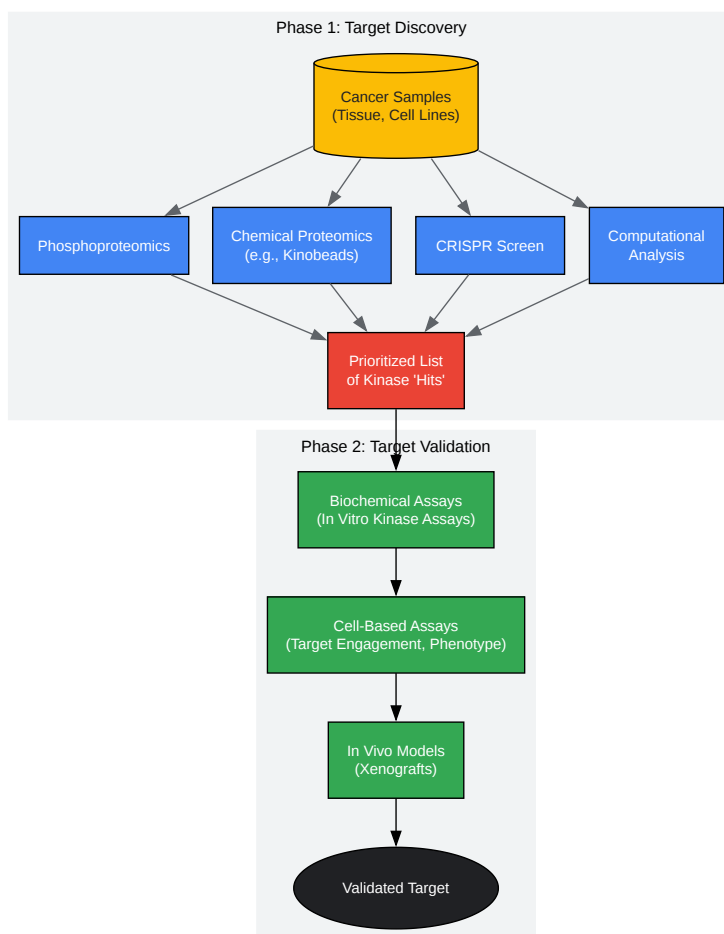 Phase 1: Target Discovery
Cancer Samples
(Tissue, Cell Lines)
Phosphoproteomics
Chemical Proteomics
(e.g., Kinobeads)
CRISPR Screen
Computational
Analysis
Prioritized List
of Kinase 'Hits'
Phase 2: Target Validation
Biochemical Assays
(In Vitro Kinase Assays)
Cell-Based Assays
(Target Engagement, Phenotype)
In Vivo Models
(Xenografts)
Validated Target